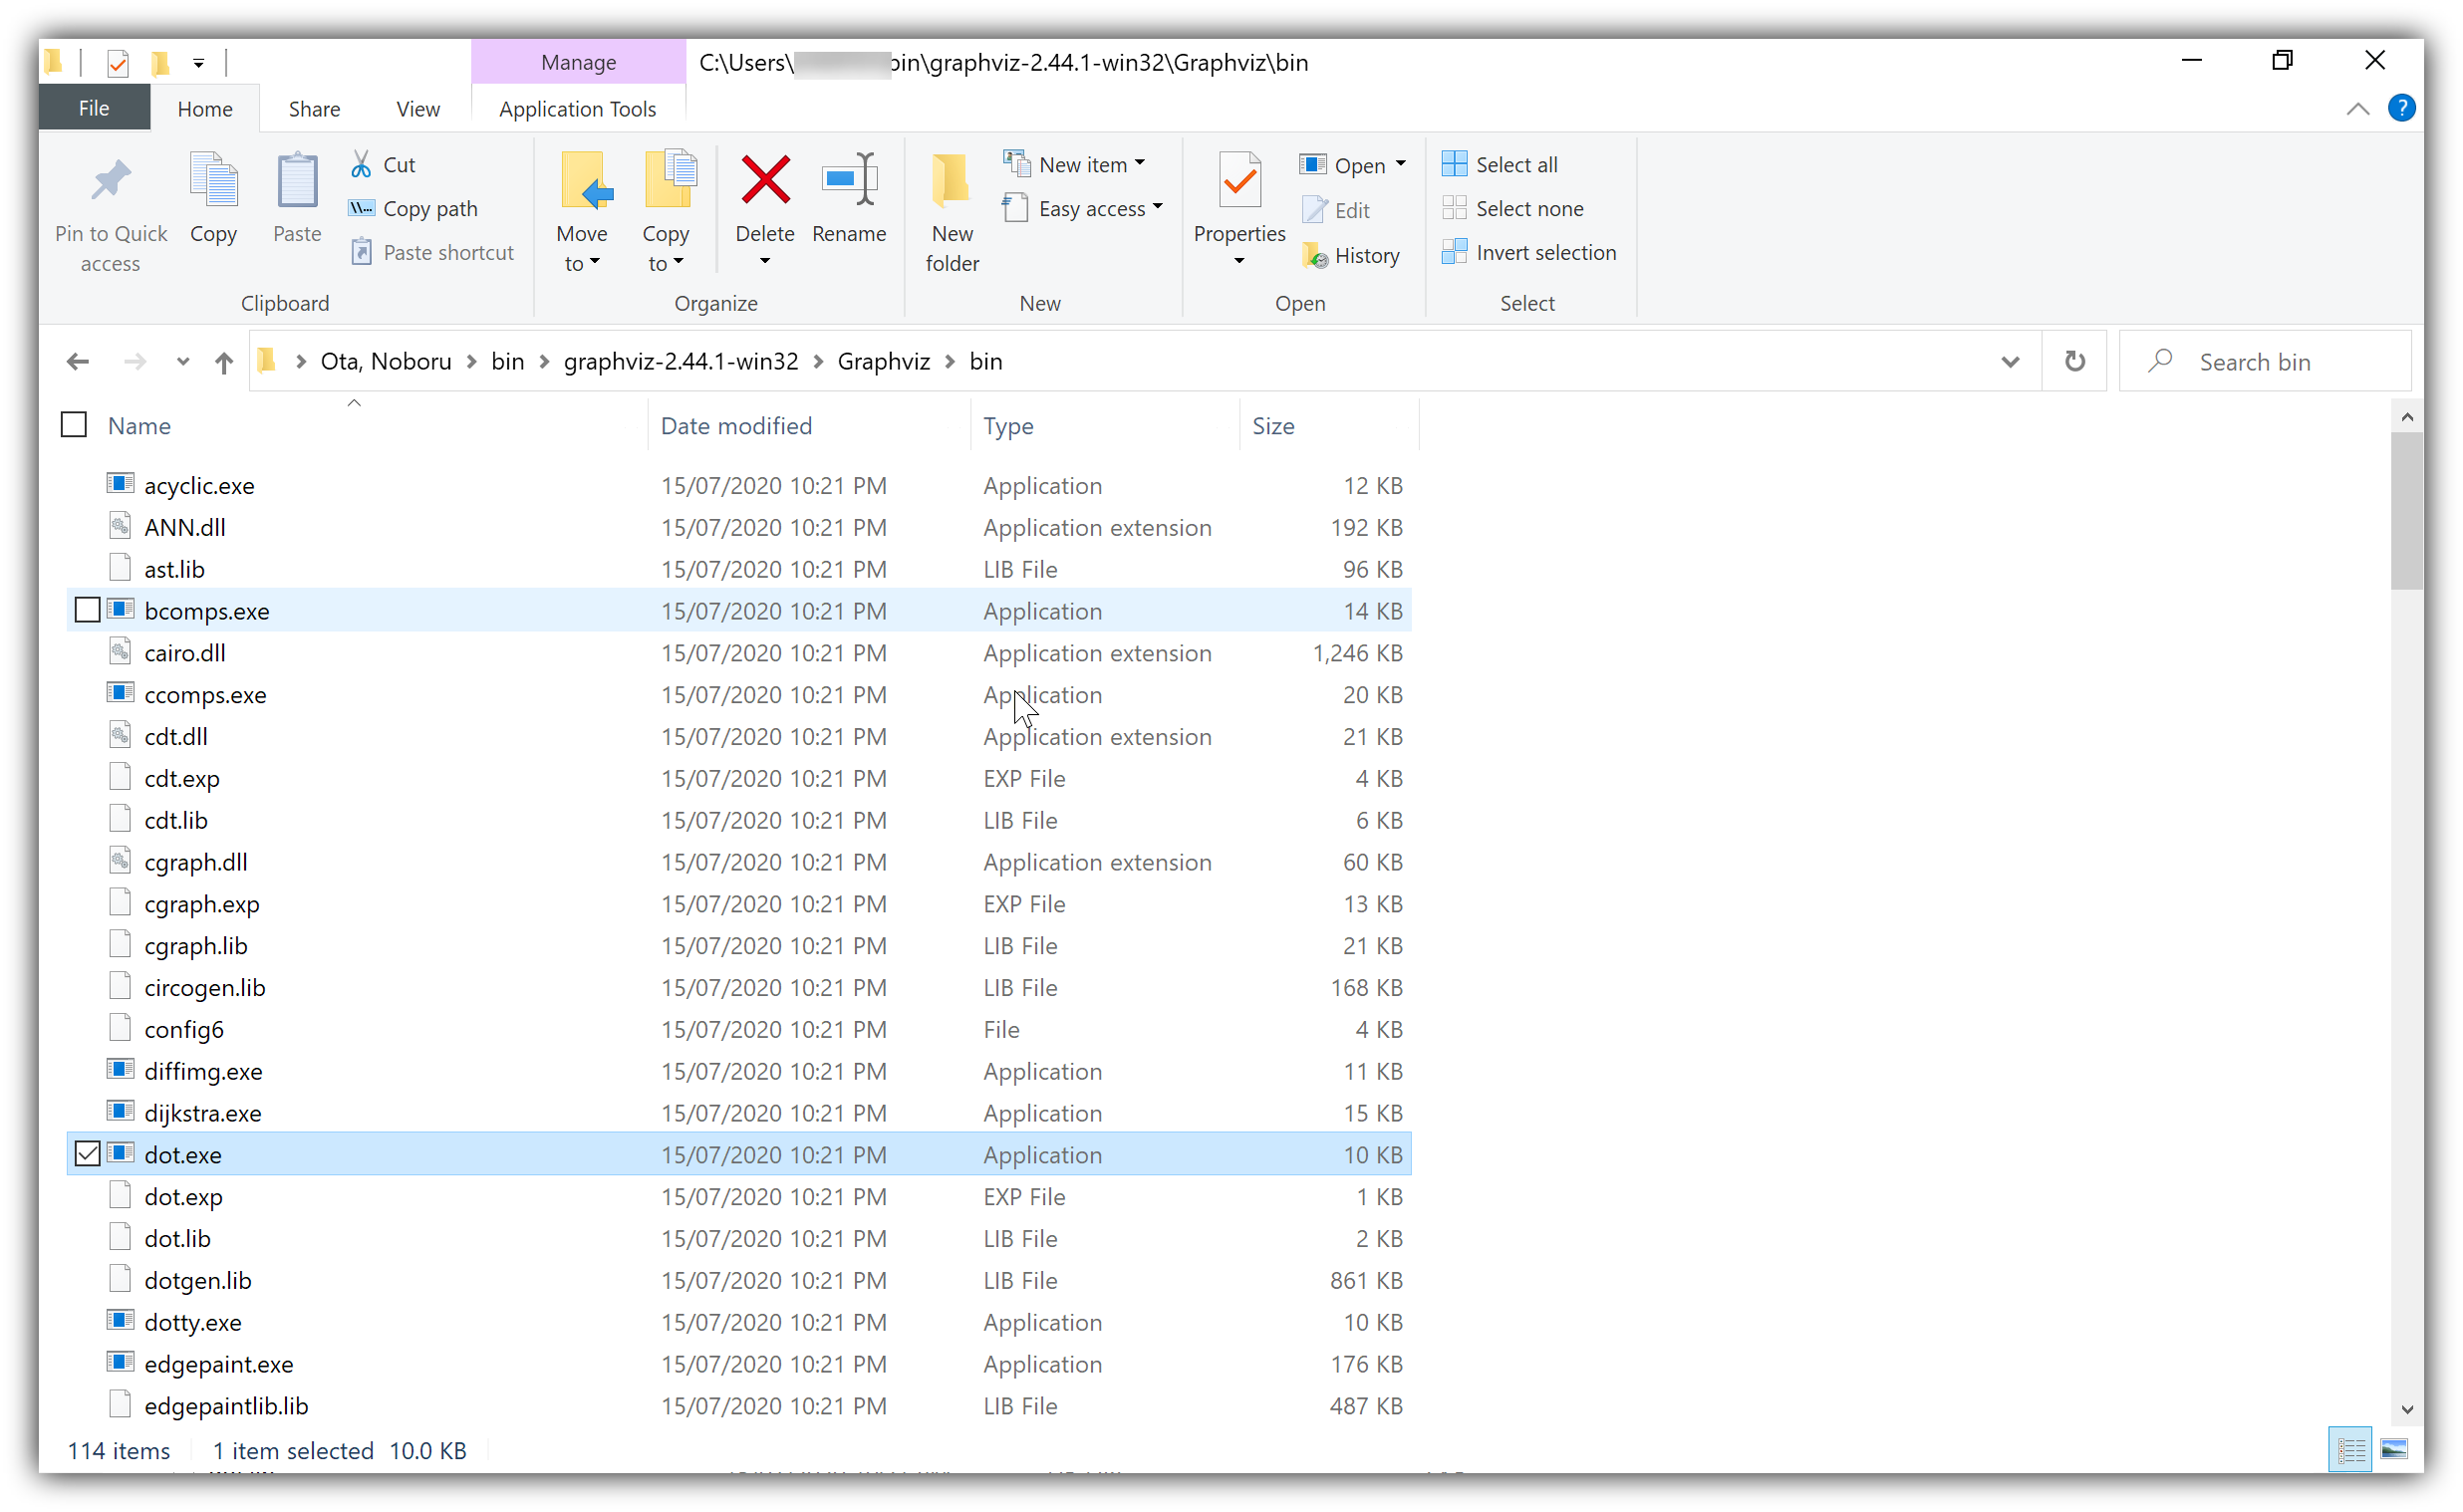 Manage C:\Users\ bin\graphviz-2.44.1-win32\Graphviz\bin
File Home Share View Application Tools ?
Pin to Quick access
Copy
Paste
Cut
Copy path
Paste shortcut
Clipboard
Move to
Copy to
Delete
Rename
Organize
New folder
New item
Easy access
New
Properties
Open
Edit
History
Open
Select all
Select none
Invert selection
Select
Ota, Noboru bin graphviz-2.44.1-win32 Graphviz bin Search bin
Name Date modified Type Size
acyclic.exe 15/07/2020 10:21 PM Application 12 KB
ANN.dll 15/07/2020 10:21 PM Application extension 192 KB
ast.lib 15/07/2020 10:21 PM LIB File 96 KB
bcomps.exe 15/07/2020 10:21 PM Application 14 KB
cairo.dll 15/07/2020 10:21 PM Application extension 1,246 KB
ccomps.exe 15/07/2020 10:21 PM Application 20 KB
cdt.dll 15/07/2020 10:21 PM Application extension 21 KB
cdt.exp 15/07/2020 10:21 PM EXP File 4 KB
cdt.lib 15/07/2020 10:21 PM LIB File 6 KB
cgraph.dll 15/07/2020 10:21 PM Application extension 60 KB
cgraph.exp 15/07/2020 10:21 PM EXP File 13 KB
cgraph.lib 15/07/2020 10:21 PM LIB File 21 KB
circogen.lib 15/07/2020 10:21 PM LIB File 168 KB
config6 15/07/2020 10:21 PM File 4 KB
diffimg.exe 15/07/2020 10:21 PM Application 11 KB
dijkstra.exe 15/07/2020 10:21 PM Application 15 KB
dot.exe 15/07/2020 10:21 PM Application 10 KB
dot.exp 15/07/2020 10:21 PM EXP File 1 KB
dot.lib 15/07/2020 10:21 PM LIB File 2 KB
dotgen.lib 15/07/2020 10:21 PM LIB File 861 KB
dotty.exe 15/07/2020 10:21 PM Application 10 KB
edgepaint.exe 15/07/2020 10:21 PM Application 176 KB
edgepaintlib.lib 15/07/2020 10:21 PM LIB File 487 KB
114 items 1 item selected 10.0 KB